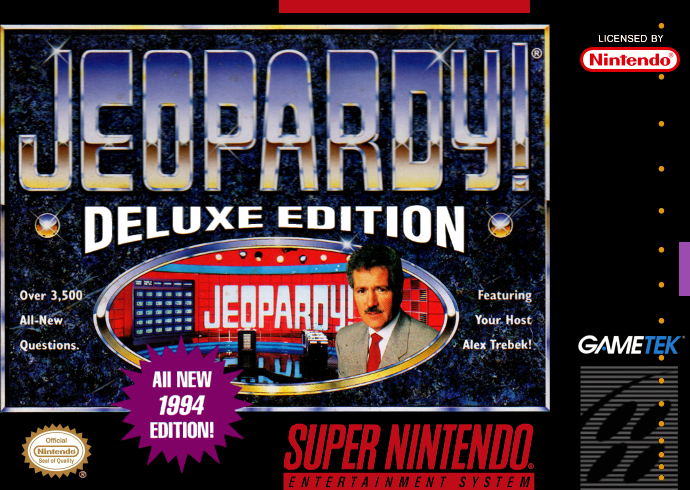 JEOPARDY!®
DELUXE EDITION
LICENSED BY
Nintendo®
Over 3,500
All-New
Questions.
JEOPARDY!
Featuring
Your Host
Alex Trebek!
All NEW
1994
EDITION!
GAMETEK
Official
Nintendo
Seal of Quality
®
SUPER NINTENDO®
ENTERTAINMENT SYSTEM